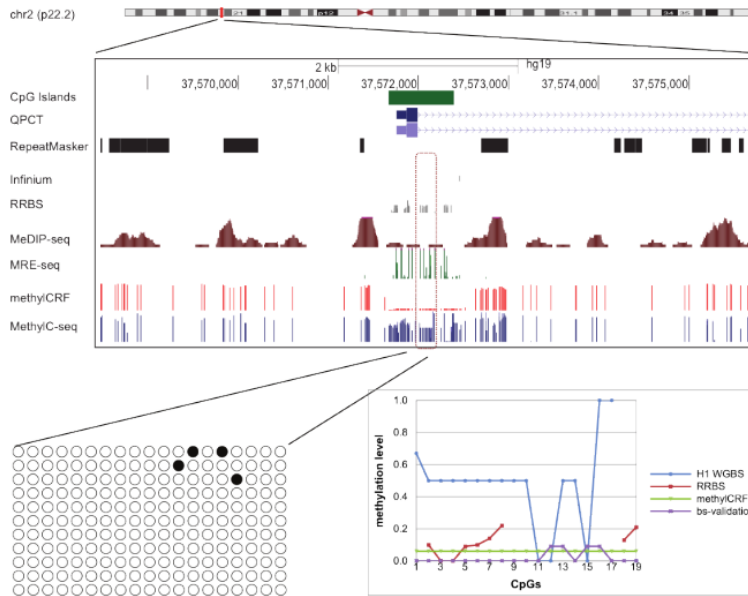 chr2 (p22.2)
2 kb
hg19
37,570,000
37,571,000
37,572,000
37,573,000
37,574,000
37,575,000
CpG Islands
QPCT
RepeatMasker
Infinium
RRBS
MeDIP-seq
MRE-seq
methylCRF
MethylC-seq
1.0
0.8
0.6
0.4
0.2
0.0
methylation level
1 3 5 7 9 11 13 15 17 19
CpGs
H1 WGBS
RRBS
methylCRF
bs-validatio